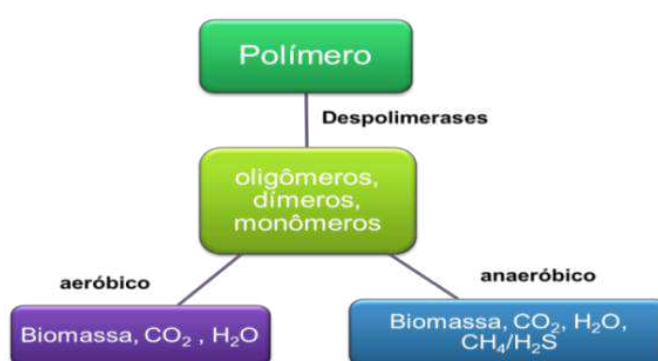 Polímero
Despolimerases
oligômeros,
dímeros,
monômeros
aeróbico
anaeróbico
Biomassa, CO₂ , H₂O
Biomassa, CO₂, H₂O,
CH₄/H₂S